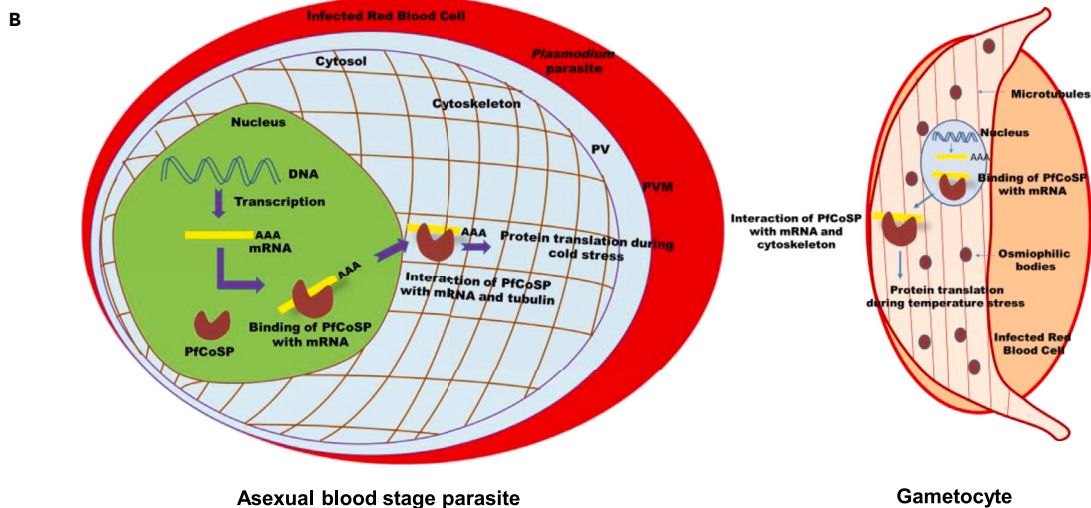 B
Infected Red Blood Cell
Plasmodium
parasite
Cytosol
Cytoskeleton
Nucleus
PV
DNA
PVM
Transcription
AAA
mRNA
AAA
AAA
Protein translation during
cold stress
Interaction of PfCoSP
with mRNA and tubulin
Binding of PfCoSP
with mRNA
PfCoSP
Asexual blood stage parasite
Microtubules
Nucleus
AAA
Binding of PfCoSP
with mRNA
Interaction of PfCoSP
with mRNA and
cytoskeleton
Osmiophilic
bodies
Protein translation
during temperature stress
Infected Red
Blood Cell
Gametocyte